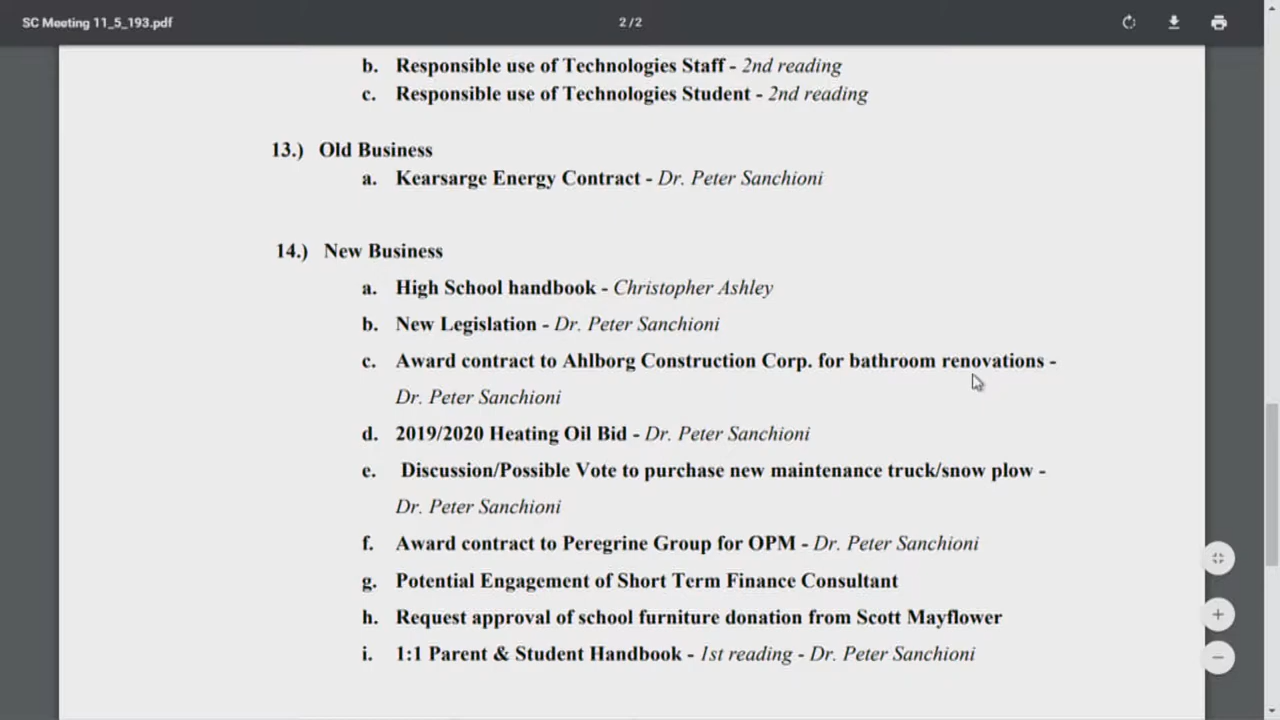 SC Meeting 11_5_193.pdf
2 / 2
b. Responsible use of Technologies Staff - 2nd reading
c. Responsible use of Technologies Student - 2nd reading
13.) Old Business
a. Kearsarge Energy Contract - Dr. Peter Sanchioni
14.) New Business
a. High School handbook - Christopher Ashley
b. New Legislation - Dr. Peter Sanchioni
c. Award contract to Ahlborg Construction Corp. for bathroom renovations -
Dr. Peter Sanchioni
d. 2019/2020 Heating Oil Bid - Dr. Peter Sanchioni
e. Discussion/Possible Vote to purchase new maintenance truck/snow plow -
Dr. Peter Sanchioni
f. Award contract to Peregrine Group for OPM - Dr. Peter Sanchioni
g. Potential Engagement of Short Term Finance Consultant
h. Request approval of school furniture donation from Scott Mayflower
i. 1:1 Parent & Student Handbook - 1st reading - Dr. Peter Sanchioni